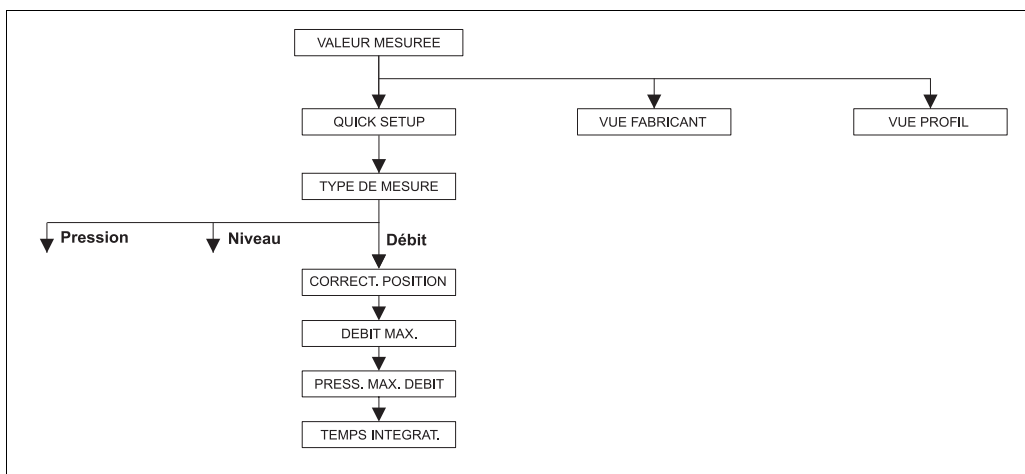 VALEUR MESUREE
QUICK SETUP
VUE FABRICANT
VUE PROFIL
TYPE DE MESURE
Pression
Niveau
Débit
CORRECT. POSITION
DEBIT MAX.
PRESS. MAX. DEBIT
TEMPS INTEGRAT.